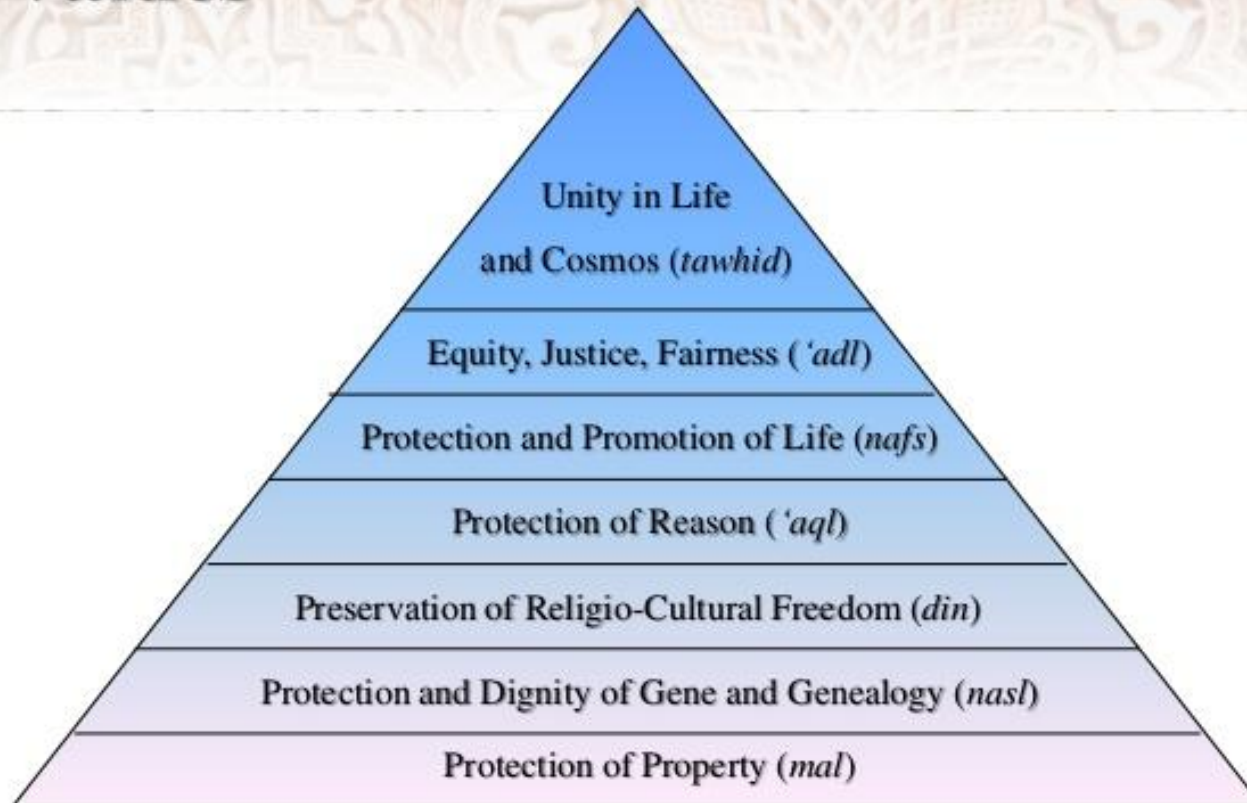 Unity in Life
and Cosmos (tawhid)
Equity, Justice, Fairness (‘adl)
Protection and Promotion of Life (nafs)
Protection of Reason (‘aql)
Preservation of Religio-Cultural Freedom (din)
Protection and Dignity of Gene and Genealogy (nasl)
Protection of Property (mal)